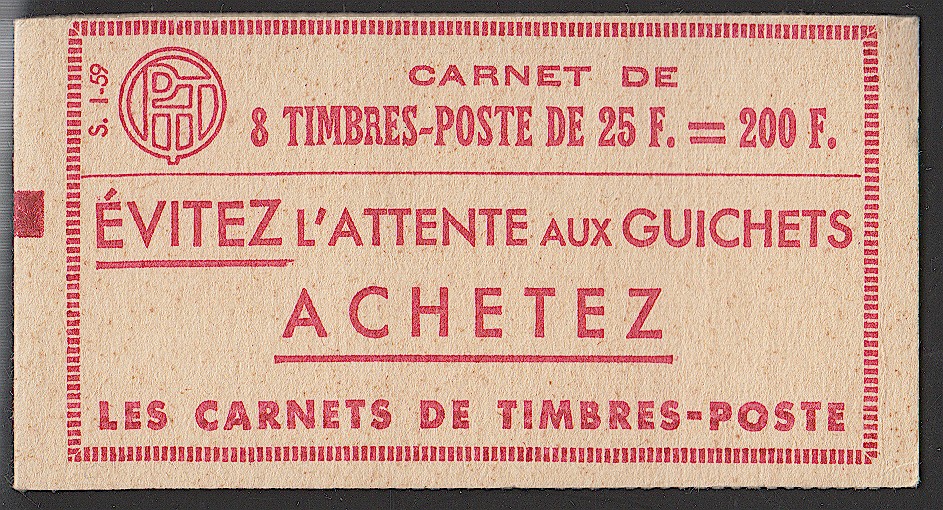 S. 1-59
PTT
CARNET DE
8 TIMBRES-POSTE DE 25 F. = 200 F.
ÉVITEZ L'ATTENTE AUX GUICHETS
ACHETEZ
LES CARNETS DE TIMBRES-POSTE